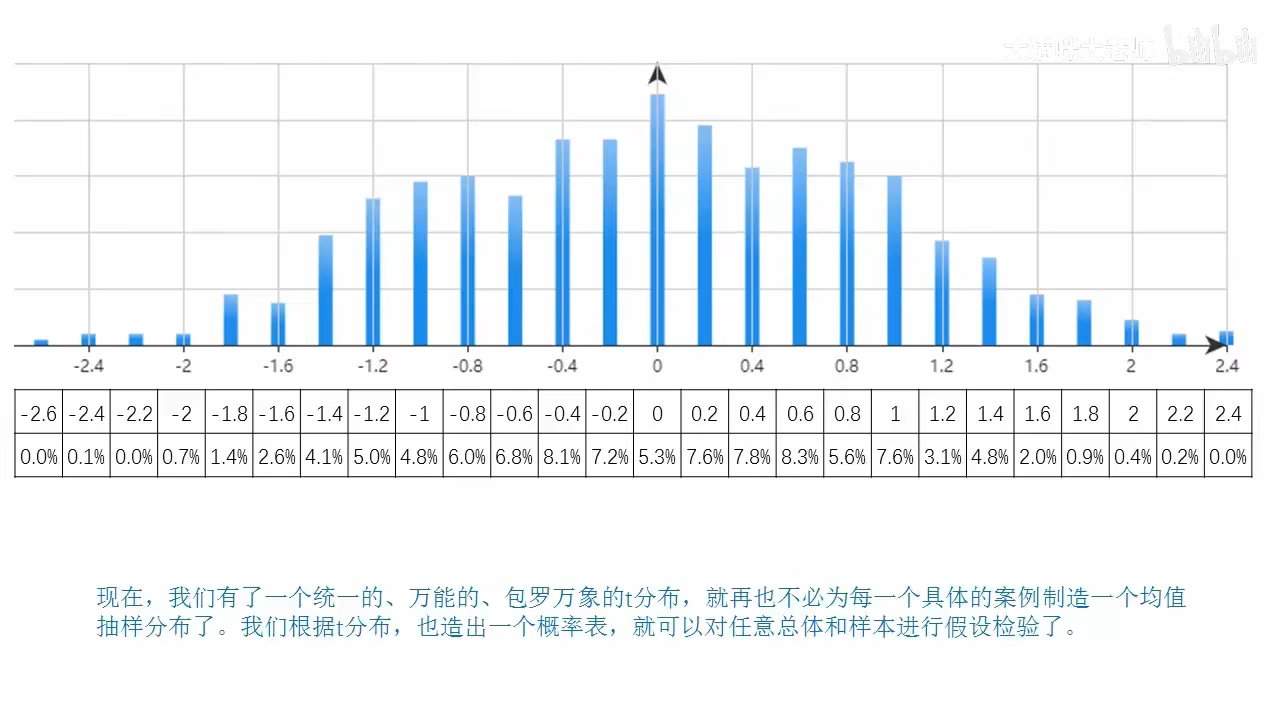 bilibili
-2.4 -2 -1.6 -1.2 -0.8 -0.4 0 0.4 0.8 1.2 1.6 2 2.4
-2.6 -2.4 -2.2 -2 -1.8 -1.6 -1.4 -1.2 -1 -0.8 -0.6 -0.4 -0.2 0 0.2 0.4 0.6 0.8 1 1.2 1.4 1.6 1.8 2 2.2 2.4
0.0% 0.1% 0.0% 0.7% 1.4% 2.6% 4.1% 5.0% 4.8% 6.0% 6.8% 8.1% 7.2% 5.3% 7.6% 7.8% 8.3% 5.6% 7.6% 3.1% 4.8% 2.0% 0.9% 0.4% 0.2% 0.0%
现在，我们有了一个统一的、万能的、包罗万象的t分布，就再也不必为每一个具体的案例制造一个均值
抽样分布了。我们根据t分布，也造出一个概率表，就可以对任意总体和样本进行假设检验了。